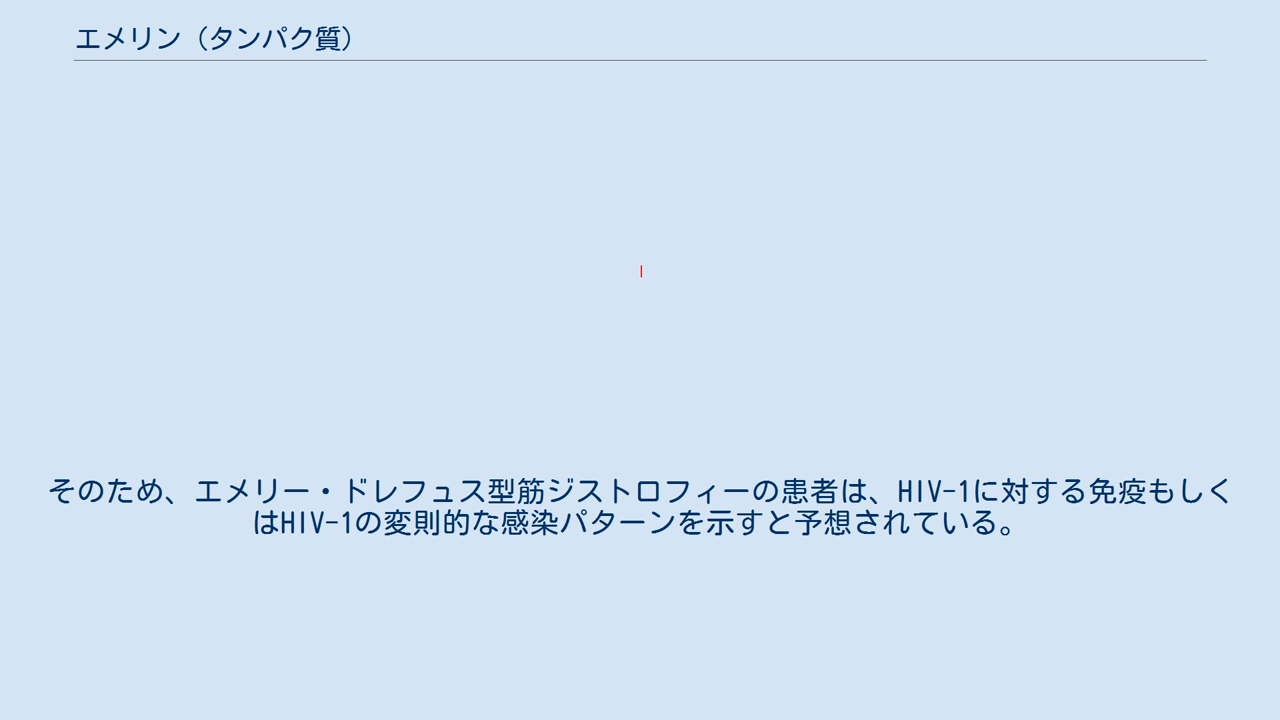 エメリン（タンパク質）
そのため、エメリー・ドレフュス型筋ジストロフィーの患者は、HIV-1に対する免疫もしく
はHIV-1の変則的な感染パターンを示すと予想されている。